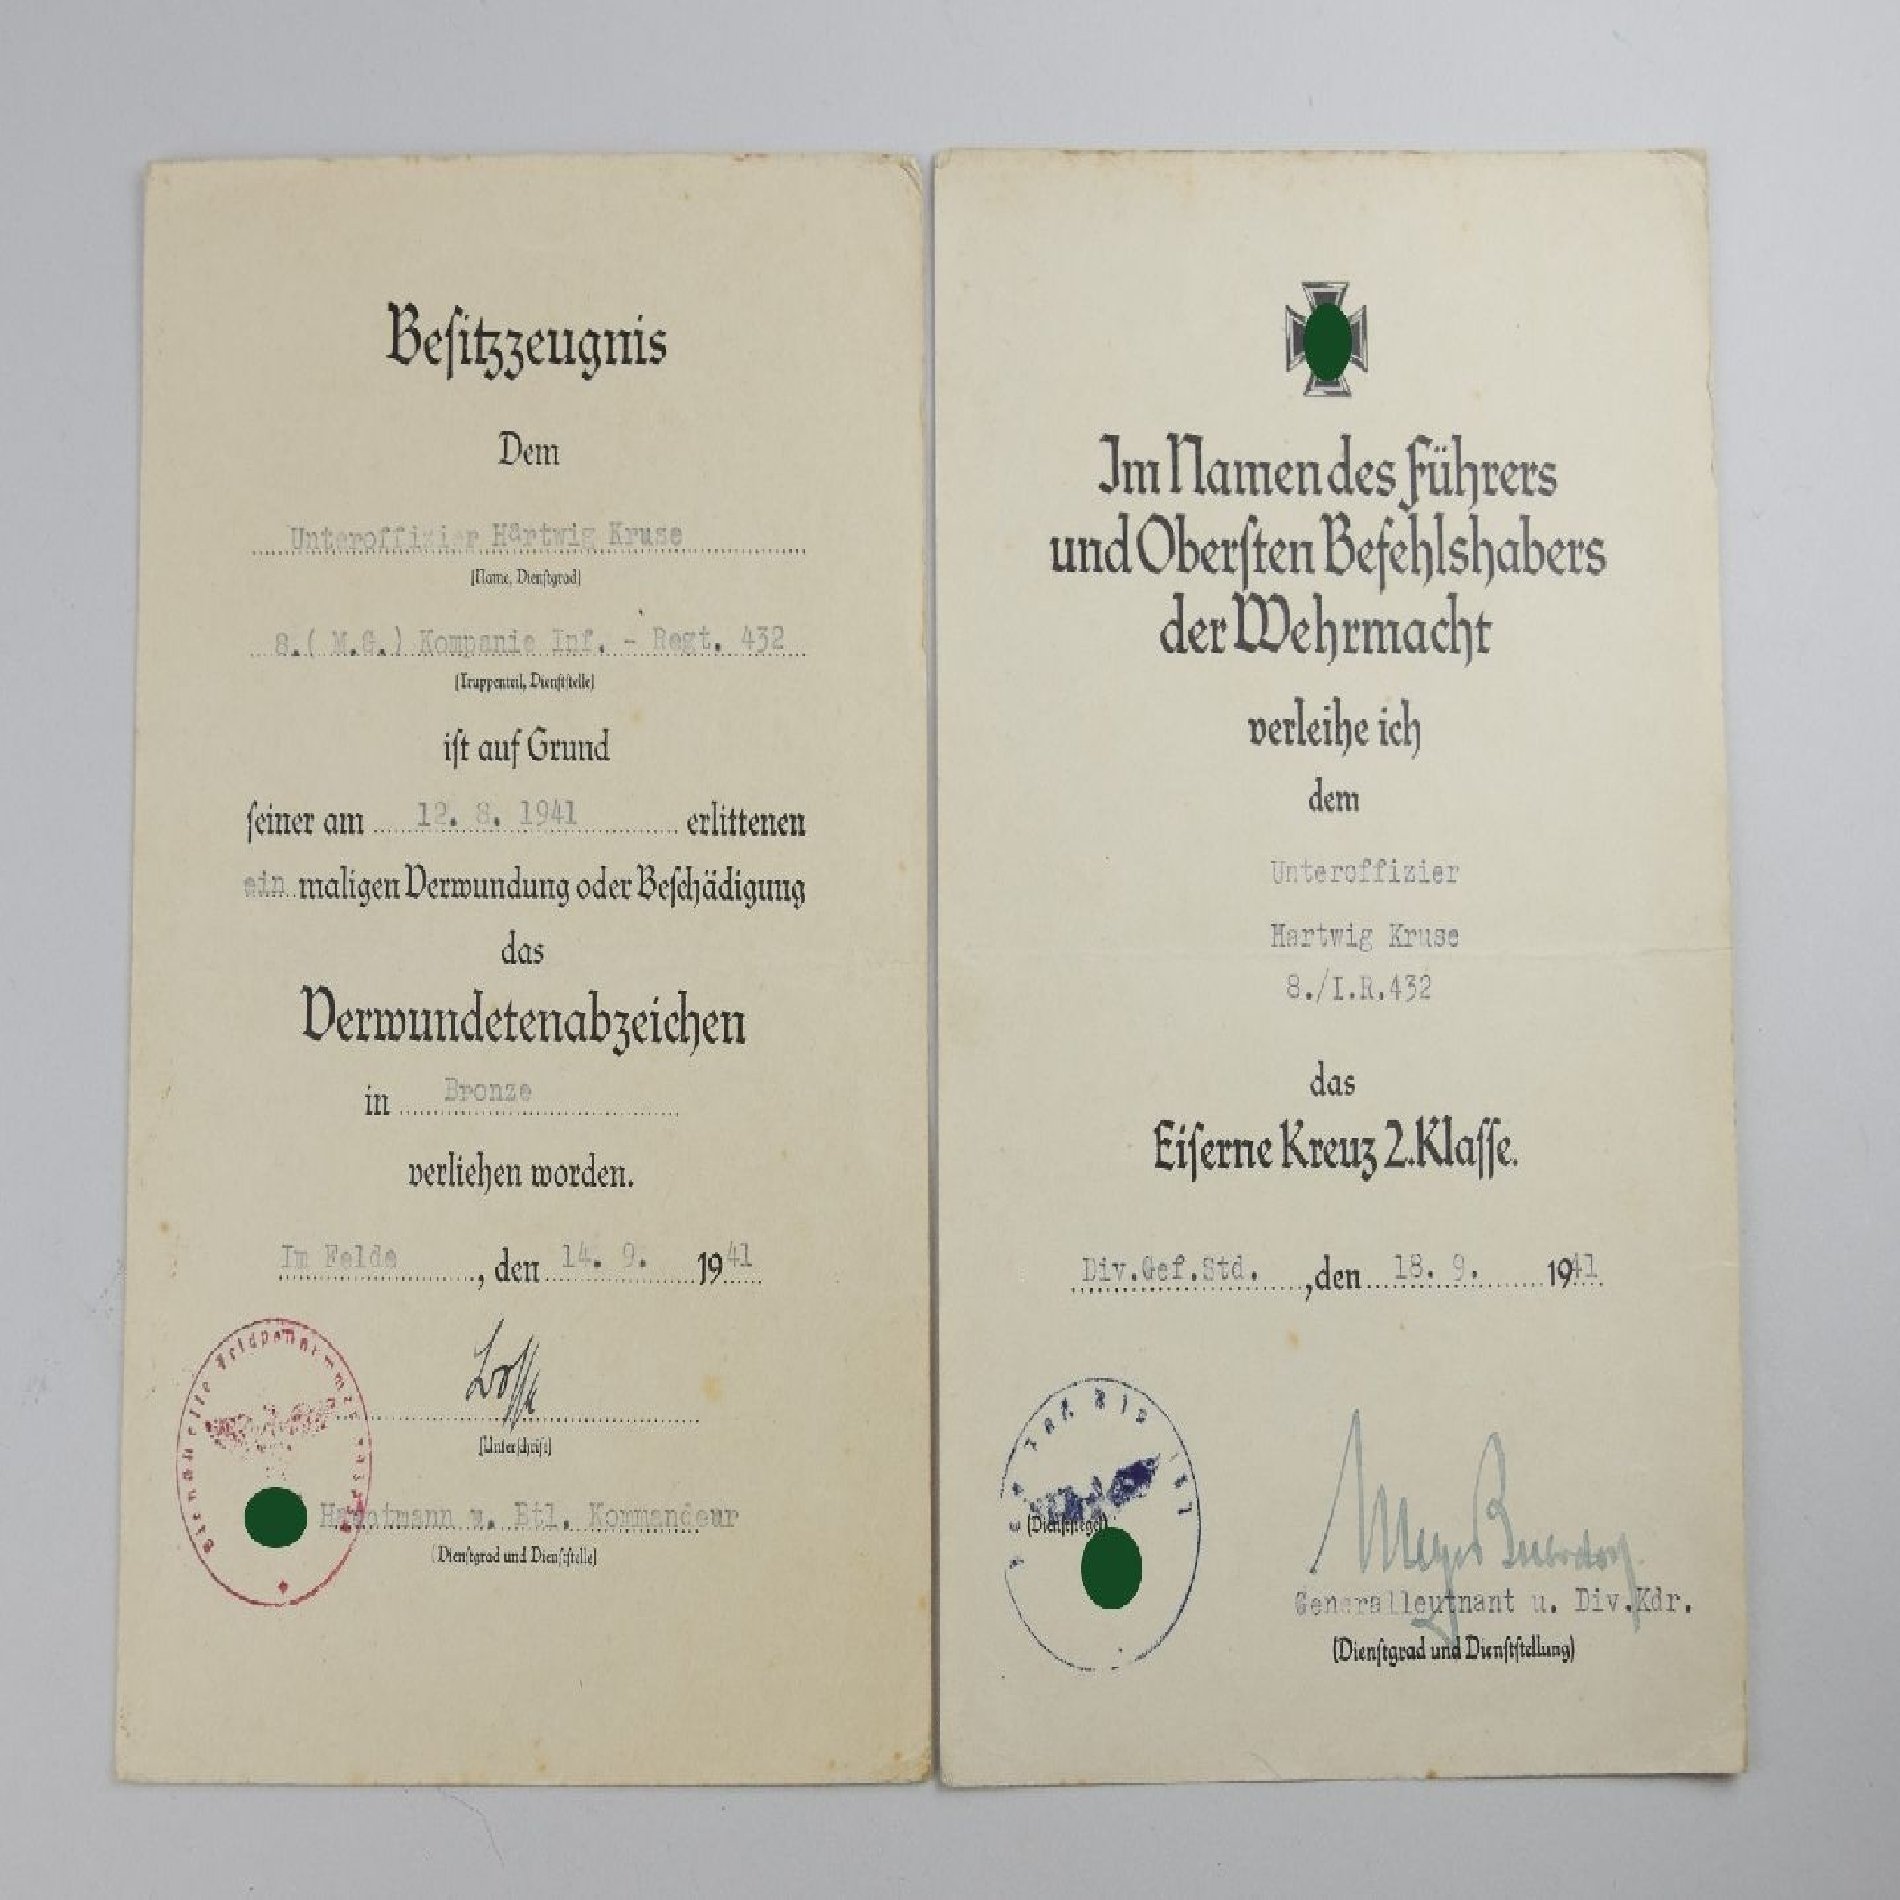 Besitzzeugnis
Dem
Unteroffizier Hartwig Kruse
(Name, Dienstgrad)
8.( M.G.) Kompanie Inf. - Regt. 432
(Truppenteil, Dienststelle)
ist auf Grund
seiner am 12. 8. 1941 erlittenen
ein maligen Verwundung oder Beschädigung
das
Verwundetenabzeichen
in Bronze
verliehen worden.
Im Felde, den 14. 9. 1941
(Unterschrift)
Hauptmann u. Btl. Kommandeur
(Dienstgrad und Dienststelle)
Dienststelle Feldpostnummer
Im Namen des Führers
und Obersten Befehlshabers
der Wehrmacht
verleihe ich
dem
Unteroffizier
Hartwig Kruse
8./I.R.432
das
Eiserne Kreuz 2.Klasse.
Div.Gef.Std. ,den 18. 9. 1941
(Dienstsiegel)
Generalleutnant u. Div.Kdr.
(Dienstgrad und Dienststellung)